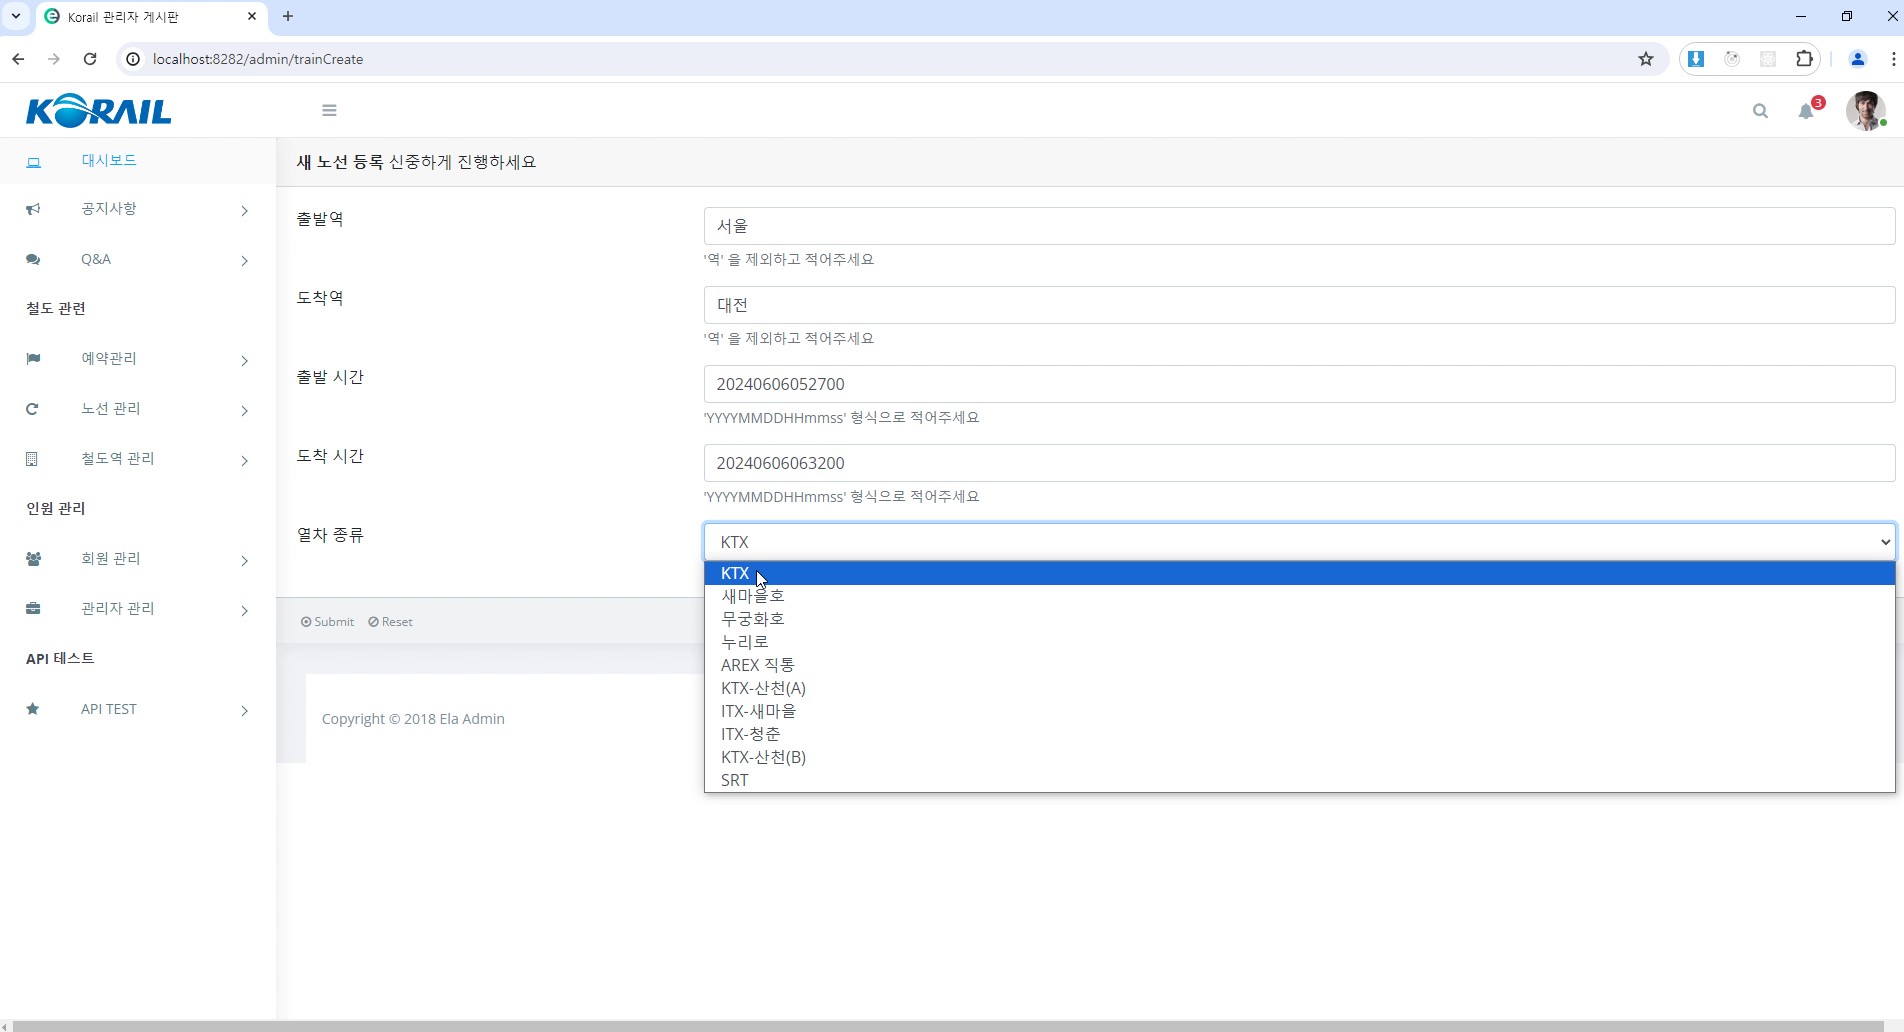 Korail 관리자 게시판
localhost:8282/admin/trainCreate
KORAIL
3
대시보드
공지사항
Q&A
철도 관련
예약관리
노선 관리
철도역 관리
인원 관리
회원 관리
관리자 관리
API 테스트
API TEST
새 노선 등록 신중하게 진행하세요
출발역
서울
'역' 을 제외하고 적어주세요
도착역
대전
'역' 을 제외하고 적어주세요
출발 시간
20240606052700
'YYYYMMDDHHmmss' 형식으로 적어주세요
도착 시간
20240606063200
'YYYYMMDDHHmmss' 형식으로 적어주세요
열차 종류
KTX
KTX
새마을호
무궁화호
누리로
AREX 직통
KTX-산천(A)
ITX-새마을
ITX-청춘
KTX-산천(B)
SRT
Submit Reset
Copyright © 2018 Ela Admin